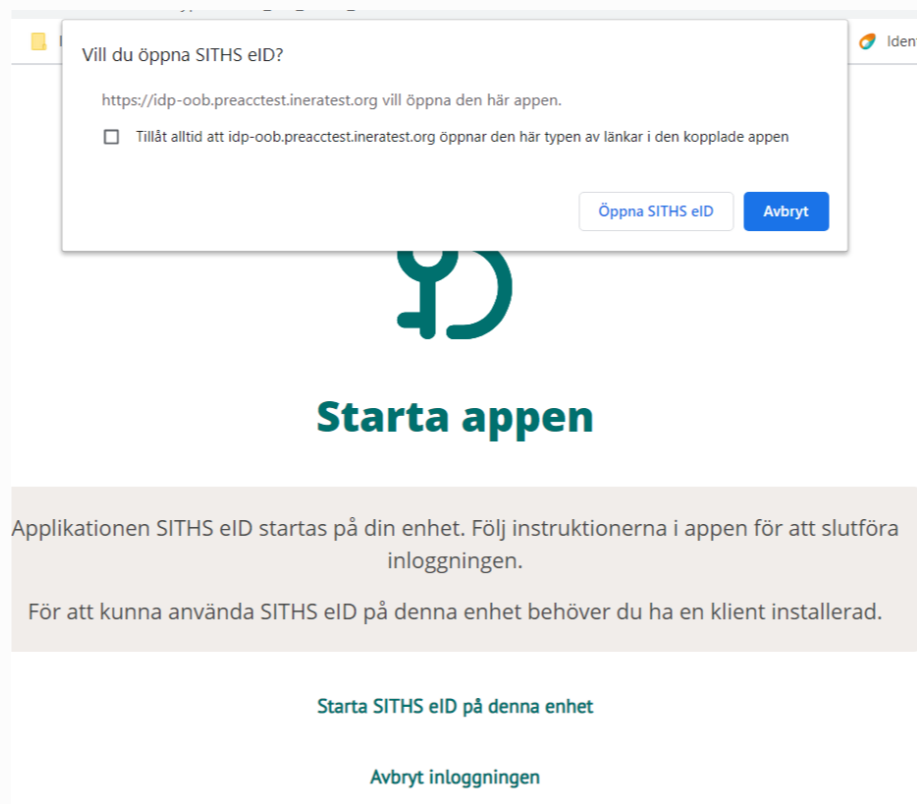 Vill du öppna SITHS eID?
Iden
https://idp-oob.preacctest.ineratest.org vill öppna den här appen.
Tillåt alltid att idp-oob.preacctest.ineratest.org öppnar den här typen av länkar i den kopplade appen
Öppna SITHS eID
Avbryt
Starta appen
Applikationen SITHS eID startas på din enhet. Följ instruktionerna i appen för att slutföra
inloggningen.
För att kunna använda SITHS eID på denna enhet behöver du ha en klient installerad.
Starta SITHS eID på denna enhet
Avbryt inloggningen